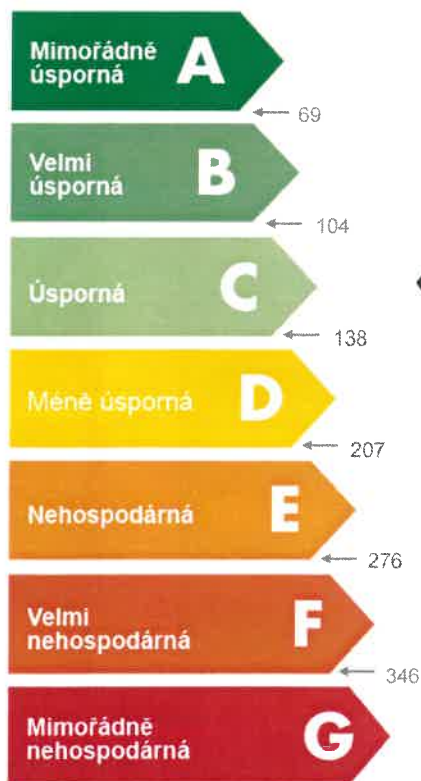 Mimořádně
úsporná A
69
Velmi
úsporná B
104
Úsporná C
138
Méně úsporná D
207
Nehospodárná E
276
Velmi
nehospodárná F
346
Mimořádně
nehospodárná G